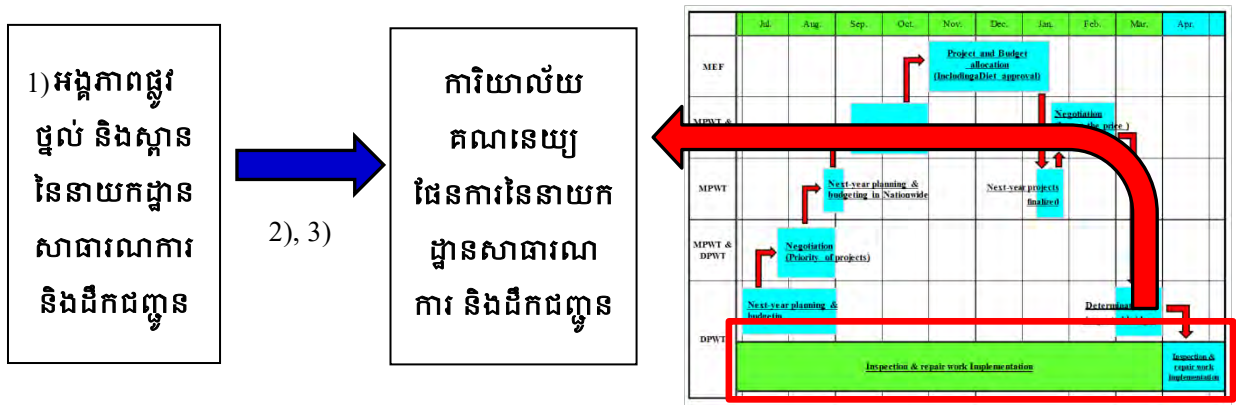 1) អង្គភាពផ្លូវ
ថ្នល់ និងស្ពាន
នៃនាយកដ្ឋាន
សាធារណការ
និងដឹកជញ្ជូន
2), 3)
ការិយាល័យ
គណនេយ្យ
ផែនការនៃនាយក
ដ្ឋានសាធារណ
ការ និងដឹកជញ្ជូន
Jul. Aug. Sep. Oct. Nov. Dec. Jan. Feb. Mar. Apr.
MEF
Project and Budget
allocation
(IncludingaDiet approval)
MPWT &
Negotiation
price )
MPWT
Next-year planning &
budgeting in Nationwide
Next-year projects
finalized
MPWT &
DPWT
Negotiation
(Priority of projects)
DPWT
Next-year planning &
Inspection & repair work Implementation
Inspection &
repair work
implementation